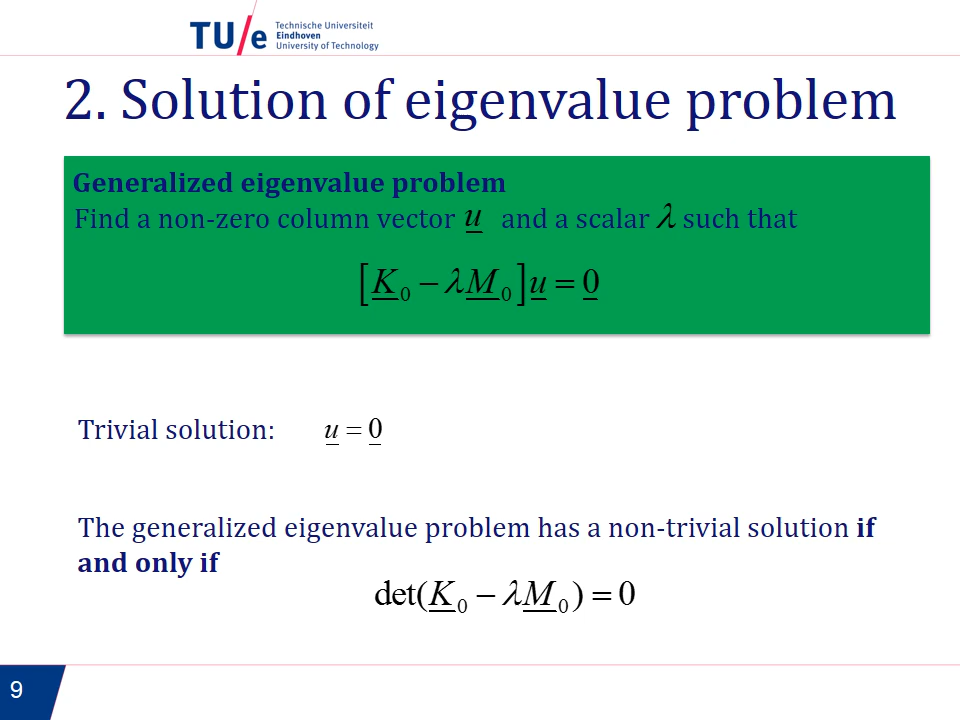 TU/e Technische Universiteit
Eindhoven
University of Technology
2. Solution of eigenvalue problem
Generalized eigenvalue problem
Find a non-zero column vector u and a scalar λ such that
[K₀ − λM₀]u = 0
Trivial solution: u = 0
The generalized eigenvalue problem has a non-trivial solution if
and only if
det(K₀ − λM₀) = 0
9